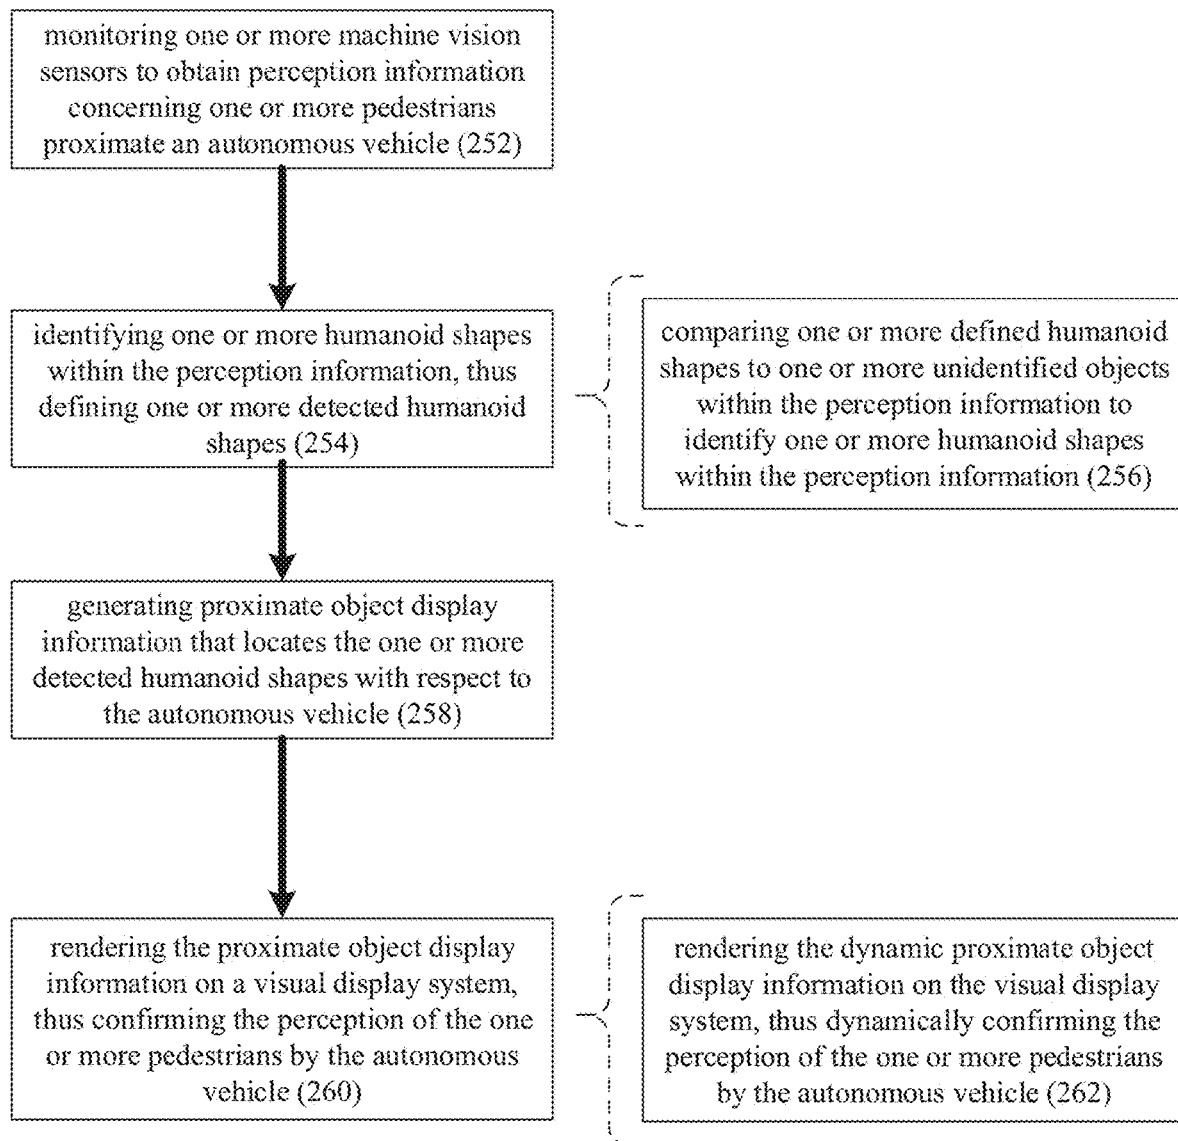 monitoring one or more machine vision
sensors to obtain perception information
concerning one or more pedestrians
proximate an autonomous vehicle (252)
identifying one or more humanoid shapes
within the perception information, thus
defining one or more detected humanoid
shapes (254)
comparing one or more defined humanoid
shapes to one or more unidentified objects
within the perception information to
identify one or more humanoid shapes
within the perception information (256)
generating proximate object display
information that locates the one or more
detected humanoid shapes with respect to
the autonomous vehicle (258)
rendering the proximate object display
information on a visual display system,
thus confirming the perception of the one
or more pedestrians by the autonomous
vehicle (260)
rendering the dynamic proximate object
display information on the visual display
system, thus dynamically confirming the
perception of the one or more pedestrians
by the autonomous vehicle (262)